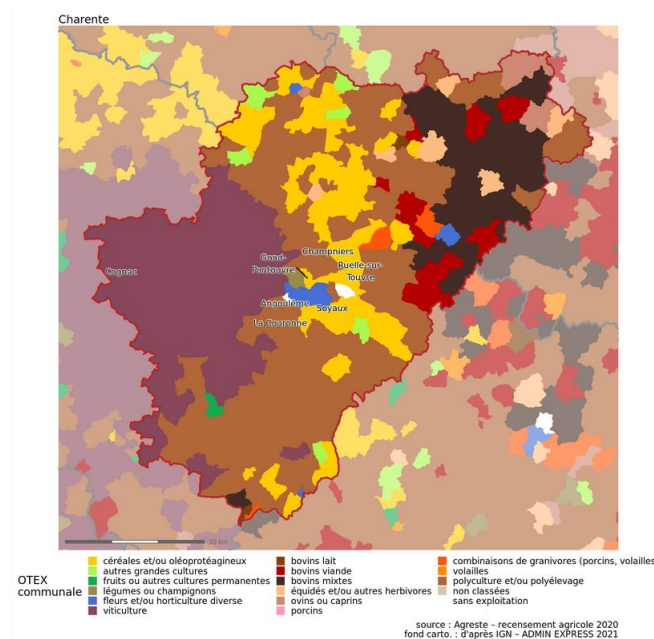 Charente
Champniers
Gond-
Pontouvre
Ruelle-sur-
Touvre
Cognac
Angoulême
Soyaux
La Couronne
30 km
OTEX
communale
céréales et/ou oléoprotéagineux
autres grandes cultures
fruits ou autres cultures permanentes
légumes ou champignons
fleurs et/ou horticulture diverse
viticulture
bovins lait
bovins viande
bovins mixtes
équidés et/ou autres herbivores
ovins ou caprins
porcins
combinaisons de granivores (porcins, volailles
volailles
polyculture et/ou polyélevage
non classées
sans exploitation
source : Agreste - recensement agricole 2020
fond carto. : d'après IGN - ADMIN EXPRESS 2021